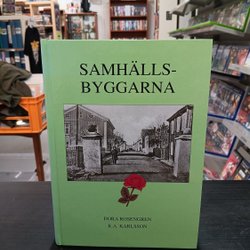 SAMHÄLLS-
BYGGARNA
DORA ROSENGREN
K.A. KARLSSON